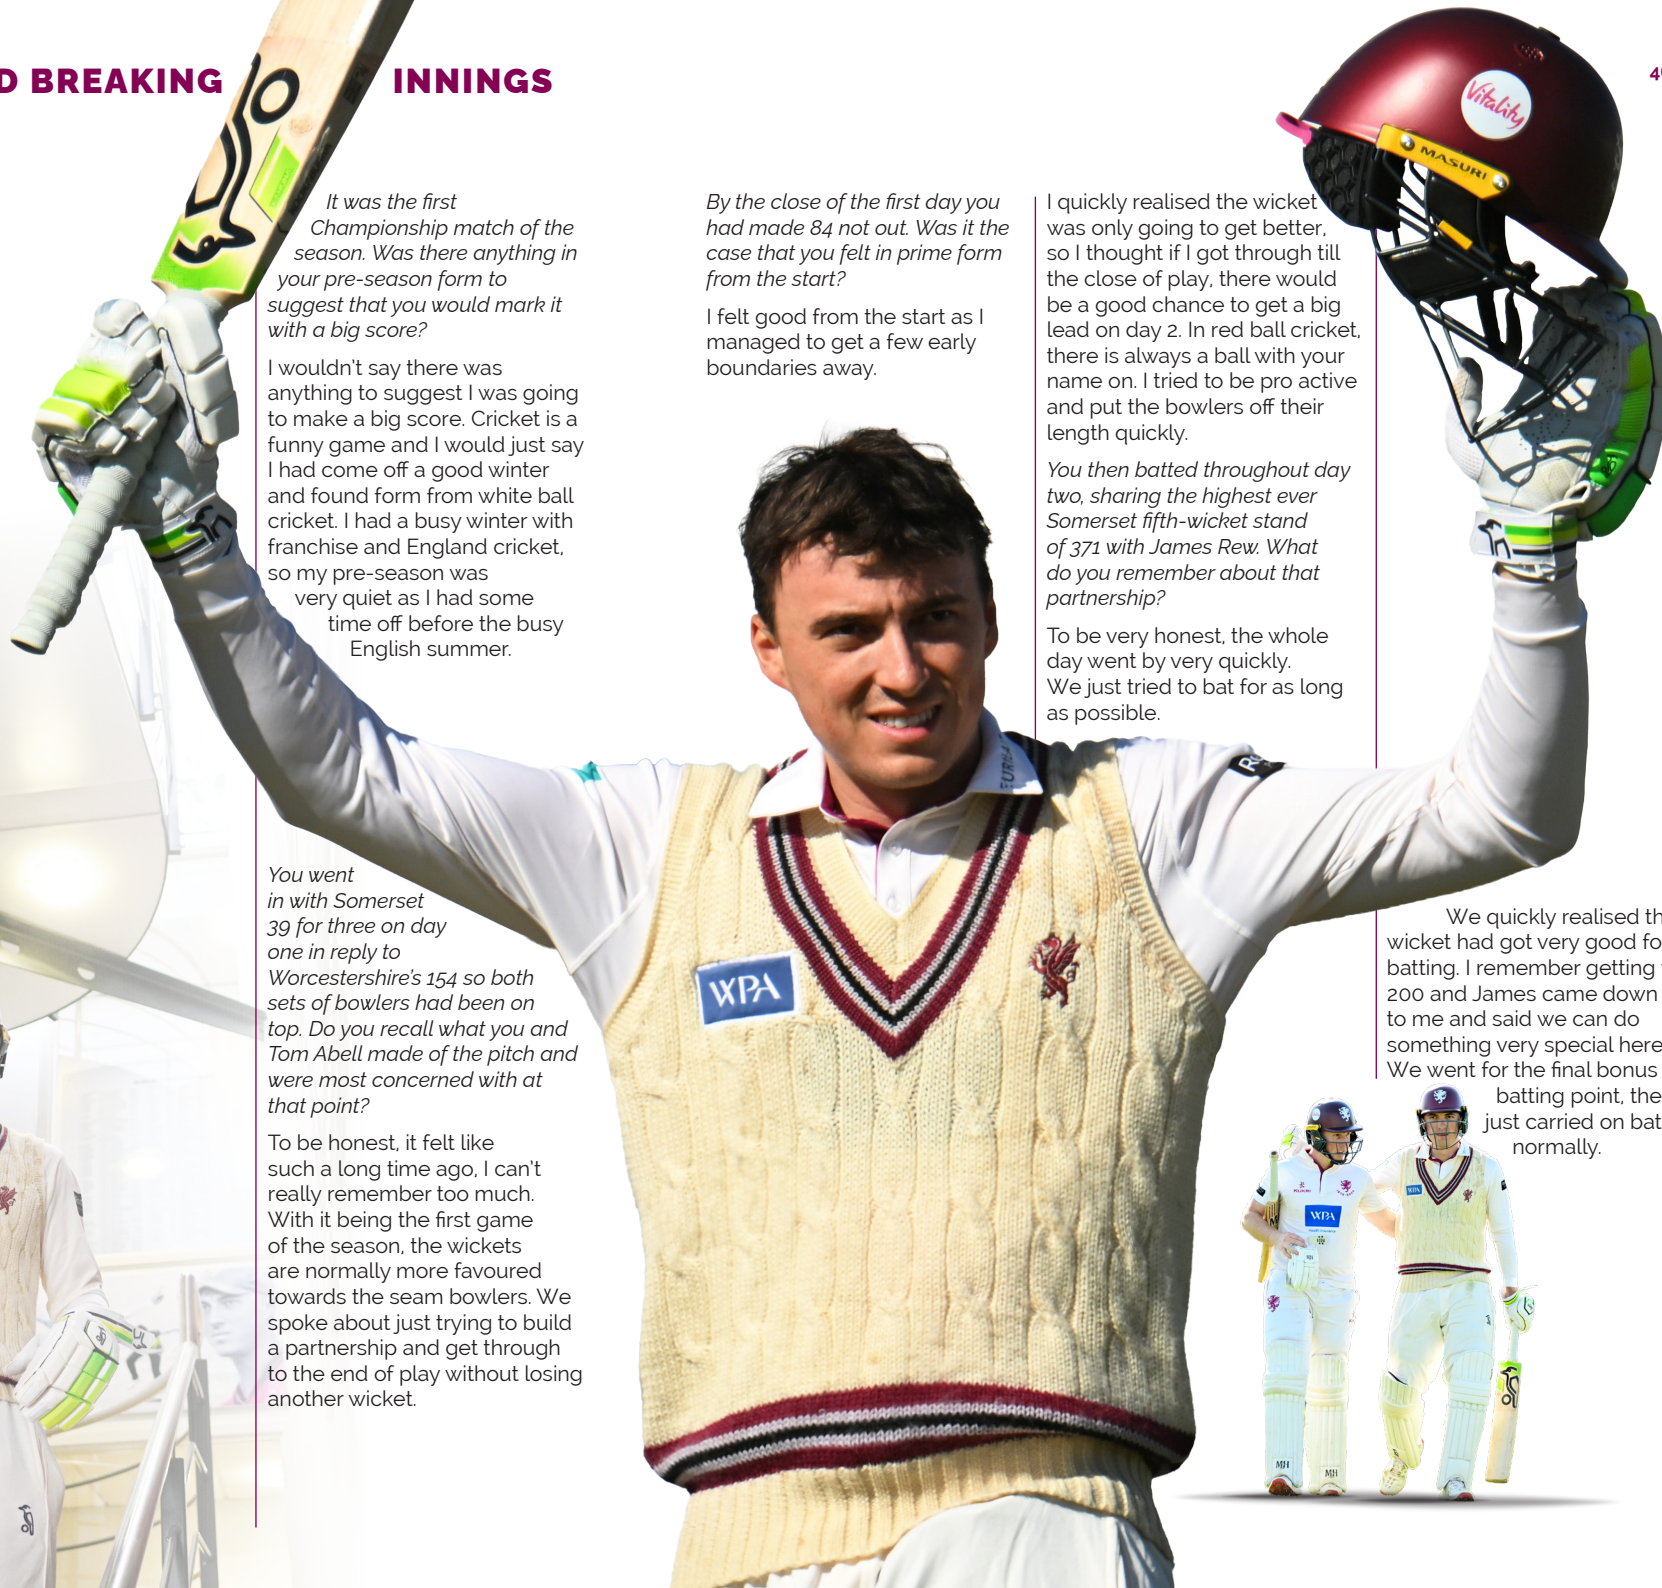 D BREAKING INNINGS
It was the first
Championship match of the
season. Was there anything in
your pre-season form to
suggest that you would mark it
with a big score?
I wouldn't say there was
anything to suggest I was going
to make a big score. Cricket is a
funny game and I would just say
I had come off a good winter
and found form from white ball
cricket. I had a busy winter with
franchise and England cricket,
so my pre-season was
very quiet as I had some
time off before the busy
English summer.
You went
in with Somerset
39 for three on day
one in reply to
Worcestershire's 154 so both
sets of bowlers had been on
top. Do you recall what you and
Tom Abell made of the pitch and
were most concerned with at
that point?
To be honest, it felt like
such a long time ago, I can't
really remember too much.
With it being the first game
of the season, the wickets
are normally more favoured
towards the seam bowlers. We
spoke about just trying to build
a partnership and get through
to the end of play without losing
another wicket.
By the close of the first day you
had made 84 not out. Was it the
case that you felt in prime form
from the start?
I felt good from the start as I
managed to get a few early
boundaries away.
I quickly realised the wicket
was only going to get better,
so I thought if I got through till
the close of play, there would
be a good chance to get a big
lead on day 2. In red ball cricket,
there is always a ball with your
name on. I tried to be pro active
and put the bowlers off their
length quickly.
You then batted throughout day
two, sharing the highest ever
Somerset fifth-wicket stand
of 371 with James Rew. What
do you remember about that
partnership?
To be very honest, the whole
day went by very quickly.
We just tried to bat for as long
as possible.
We quickly realised th
wicket had got very good fo
batting. I remember getting
200 and James came down
to me and said we can do
something very special here
We went for the final bonus
batting point, the
just carried on bat
normally.
Vitality
MASURI
WPA
WPA
WPA
MH
MH